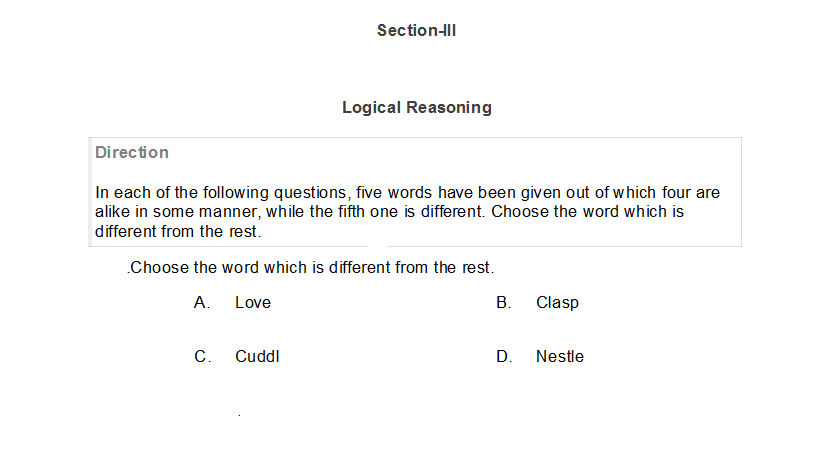 Section-III
Logical Reasoning
Direction
In each of the following questions, five words have been given out of which four are
alike in some manner, while the fifth one is different. Choose the word which is
different from the rest.
.Choose the word which is different from the rest.
A. Love B. Clasp
C. Cuddl D. Nestle
.